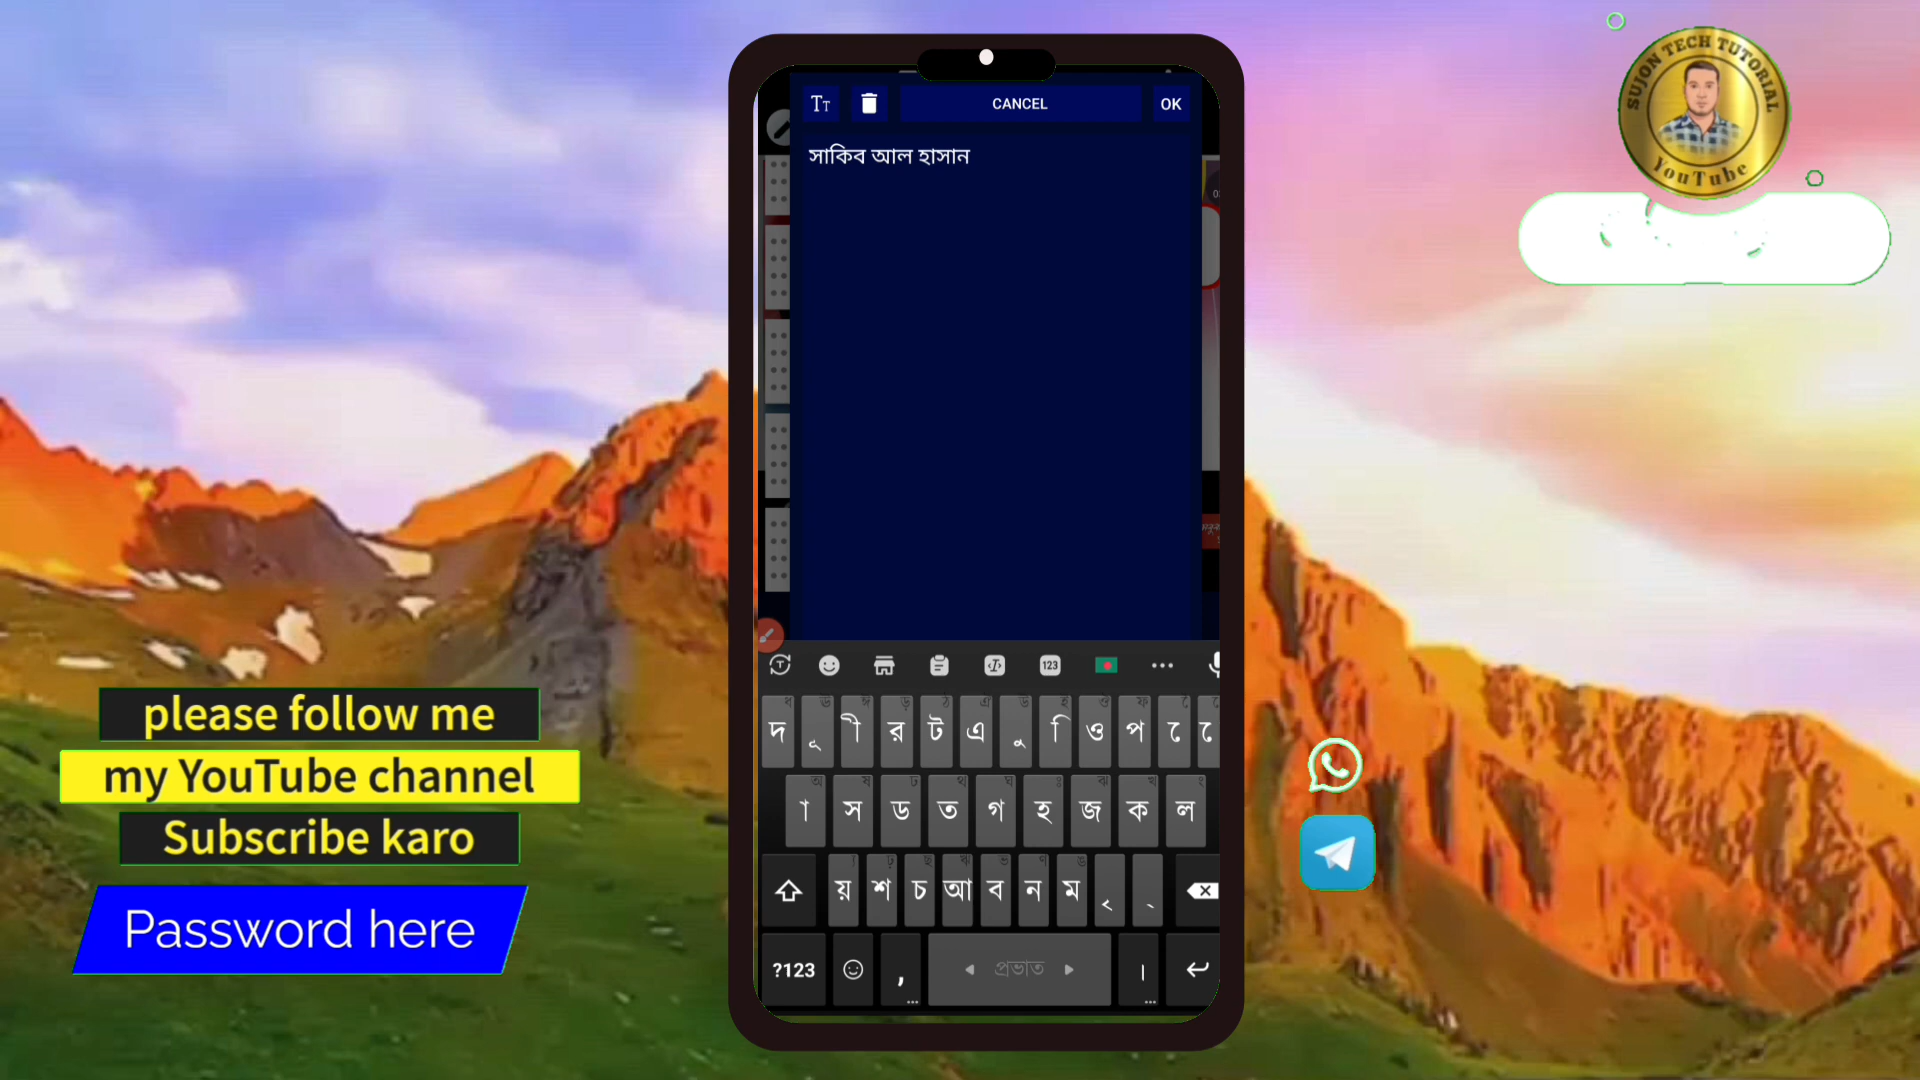 SUJON TECH TUTORIAL
YouTube
CANCEL
OK
সাকিব আল হাসান
123
দ ূ ী র ট এ ু ি ও প ে
া স ড ত গ হ জ ক ল
য় শ চ আ ব ন ম ্
?123
,
প্রভাত
।
please follow me
my YouTube channel
Subscribe karo
Password here